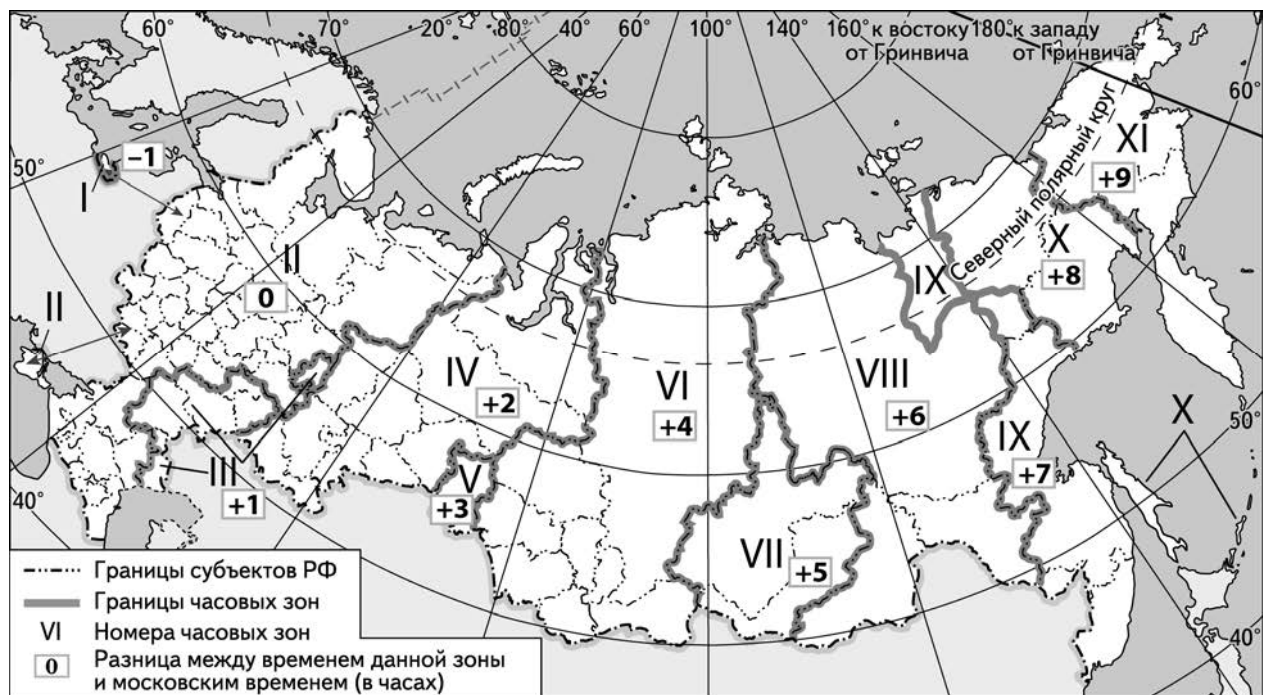 60°
70°
20°
40°
60°
80°
100°
120°
140°
160° к востоку
от Гринвича
180° к западу
от Гринвича
60°
50°
–1
I
XI
+9
Северный полярный круг
II
0
X
+8
IX
II
IV
+2
VI
+4
VIII
+6
X
50°
IX
+7
V
+3
III
+1
40°
VII
+5
40°
Границы субъектов РФ
Границы часовых зон
VI Номера часовых зон
0 Разница между временем данной зоны
и московским временем (в часах)